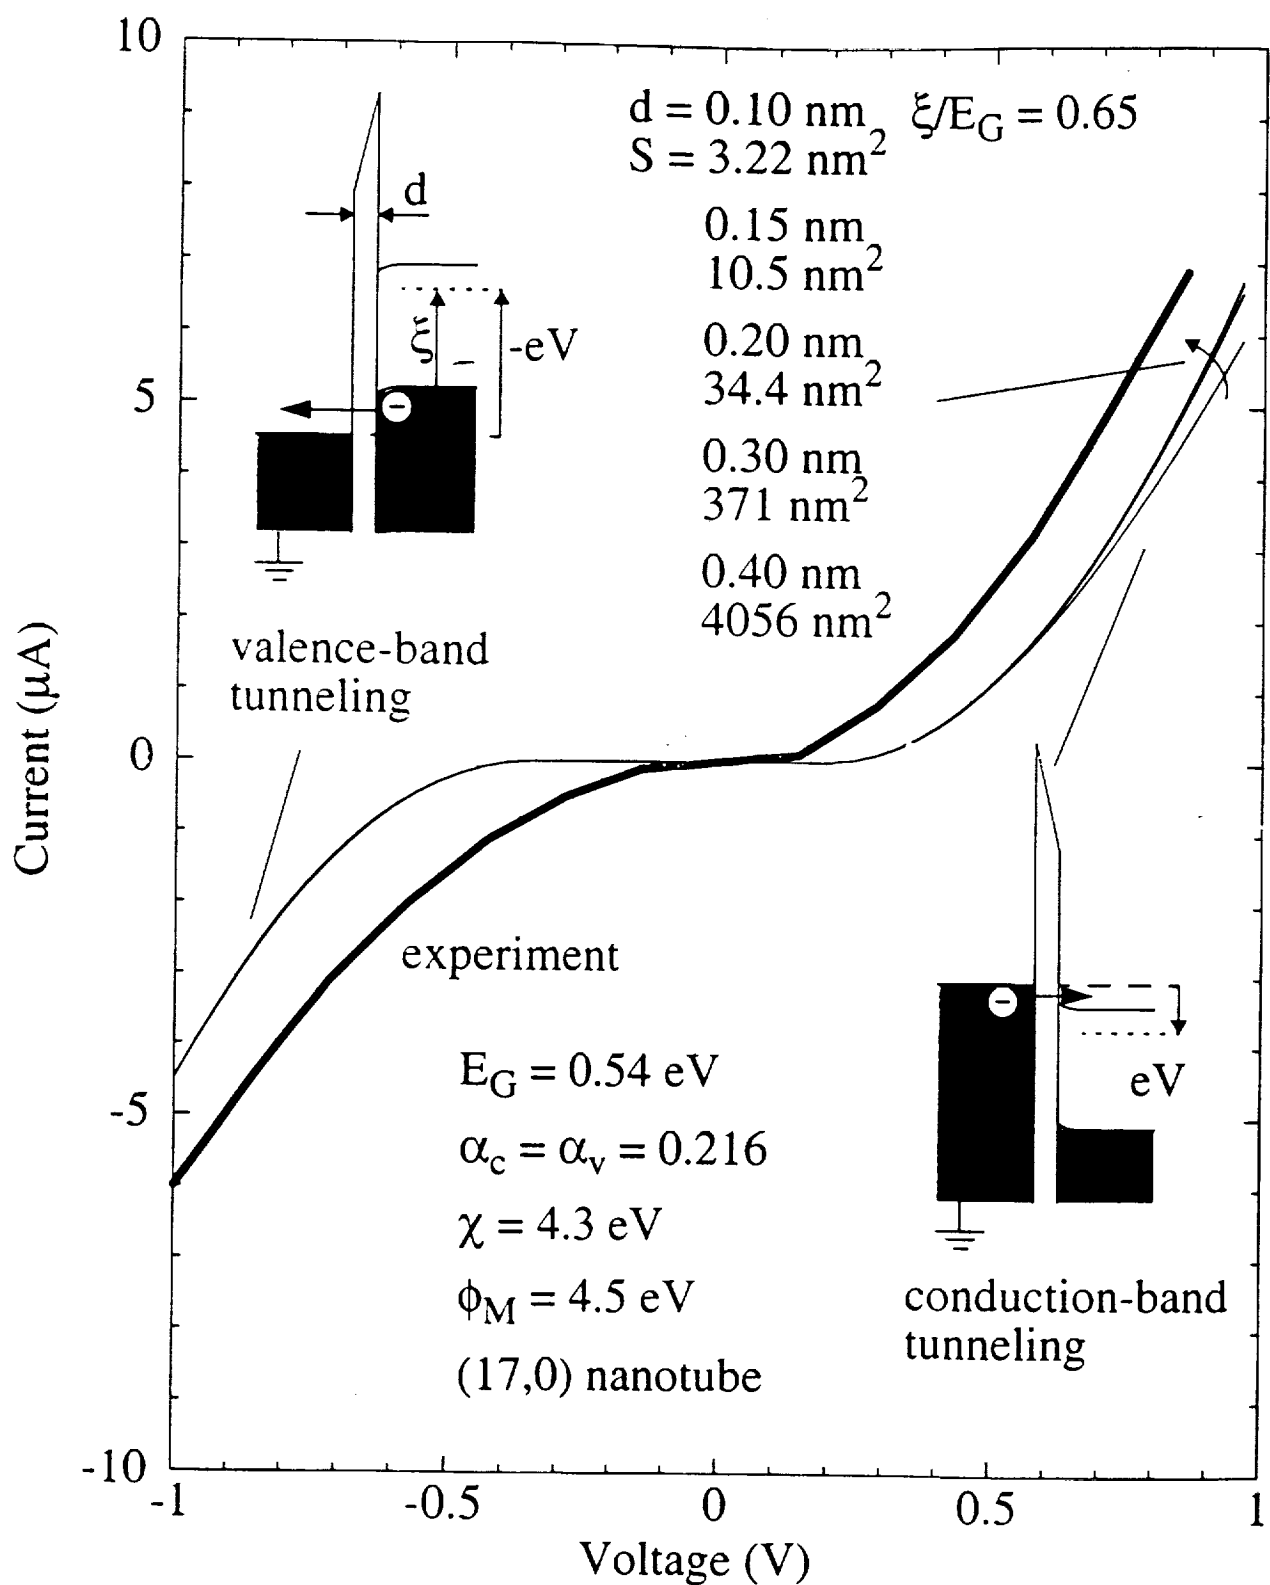 10
d = 0.10 nm ξ/E_G = 0.65
S = 3.22 nm²
d
0.15 nm
10.5 nm²
ξ
-eV
0.20 nm
34.4 nm²
5
0.30 nm
371 nm²
0.40 nm
4056 nm²
valence-band
tunneling
Current (μA)
0
experiment
E_G = 0.54 eV
eV
-5
α_c = α_v = 0.216
χ = 4.3 eV
ϕ_M = 4.5 eV
conduction-band
tunneling
(17,0) nanotube
-10
-1 -0.5 0 0.5 1
Voltage (V)